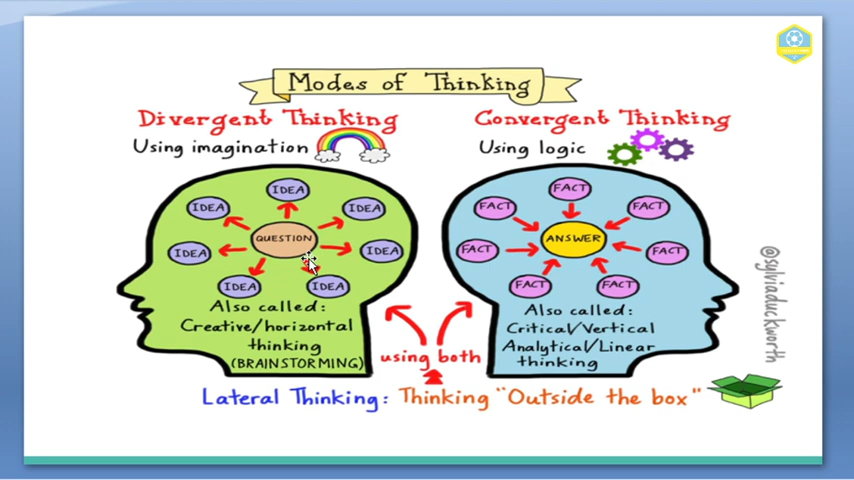 Modes of Thinking
Divergent Thinking
Using imagination
IDEA
IDEA
IDEA
IDEA
IDEA
IDEA
IDEA
QUESTION
Also called:
Creative/horizontal
thinking
(BRAINSTORMING)
Convergent Thinking
Using logic
FACT
FACT
FACT
FACT
FACT
FACT
FACT
ANSWER
Also called:
Critical/Vertical
Analytical/Linear
thinking
using both
Lateral Thinking: Thinking "Outside the box"
@sylviaduckworth